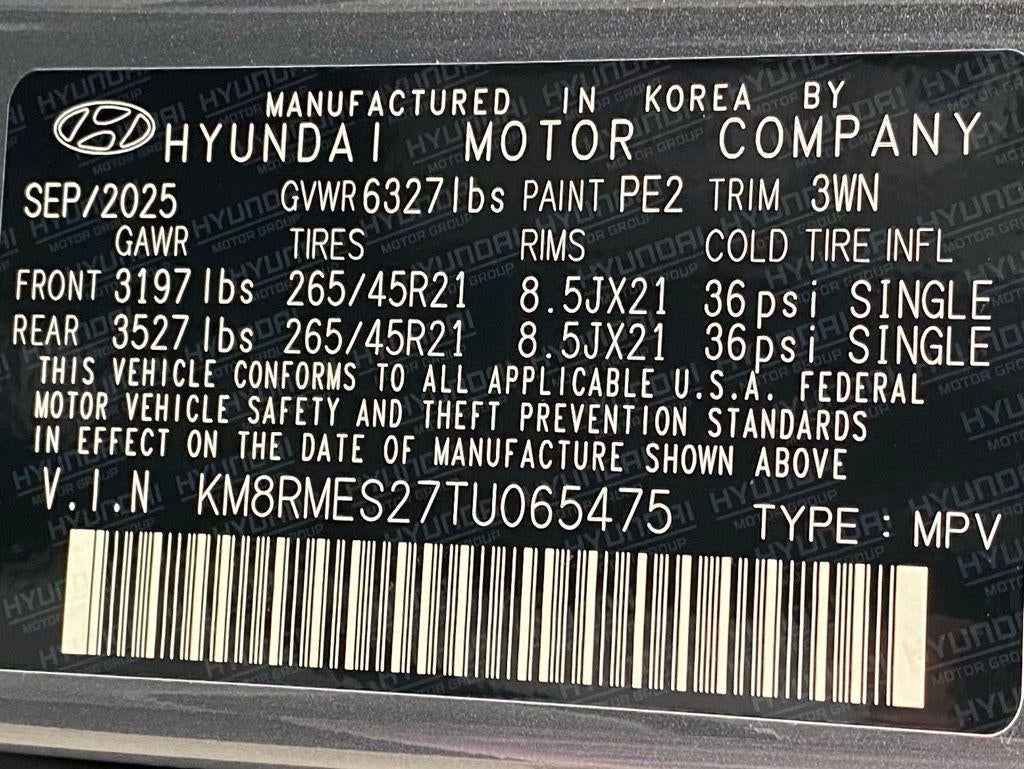 MANUFACTURED IN KOREA BY
HYUNDAI MOTOR COMPANY
SEP/2025 GVWR 6327lbs PAINT PE2 TRIM 3WN
GAWR TIRES RIMS COLD TIRE INFL
FRONT 3197lbs 265/45R21 8.5JX21 36psi SINGLE
REAR 3527lbs 265/45R21 8.5JX21 36psi SINGLE
THIS VEHICLE CONFORMS TO ALL APPLICABLE U.S.A. FEDERAL
MOTOR VEHICLE SAFETY AND THEFT PREVENTION STANDARDS
IN EFFECT ON THE DATE OF MANUFACTURE SHOWN ABOVE
V.I.N KM8RMES27TU065475 TYPE : MPV
HYUNDAI
MOTOR GROUP